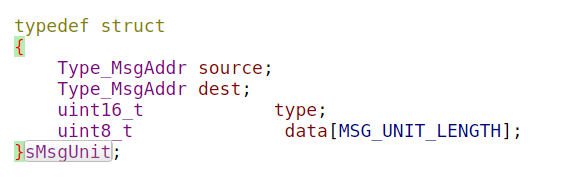 typedef struct
{
    Type_MsgAddr source;
    Type_MsgAddr dest;
    uint16_t            type;
    uint8_t              data[MSG_UNIT_LENGTH];
}sMsgUnit;